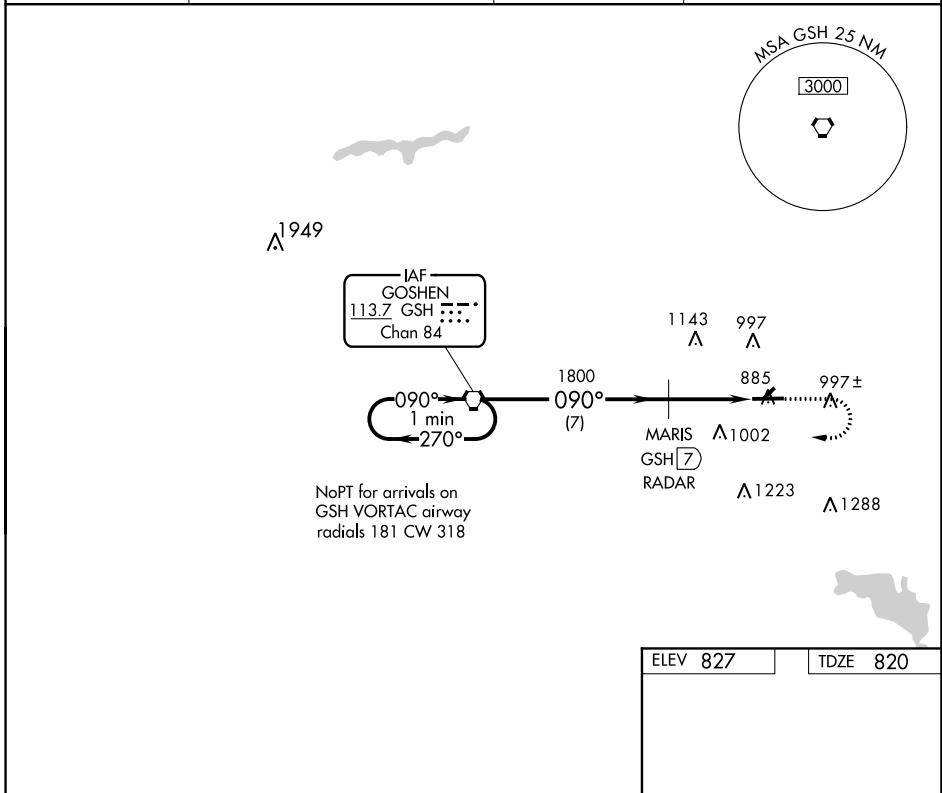 MSA GSH 25 NM
3000
1949
IAF
GOSHEN
113.7 GSH
Chan 84
1143 997
1800
885 997±
090° 090°
1 min (7)
270°
MARIS 1002
GSH 7
RADAR
1223
1288
NoPT for arrivals on
GSH VORTAC airway
radials 181 CW 318
ELEV 827 TDZE 820